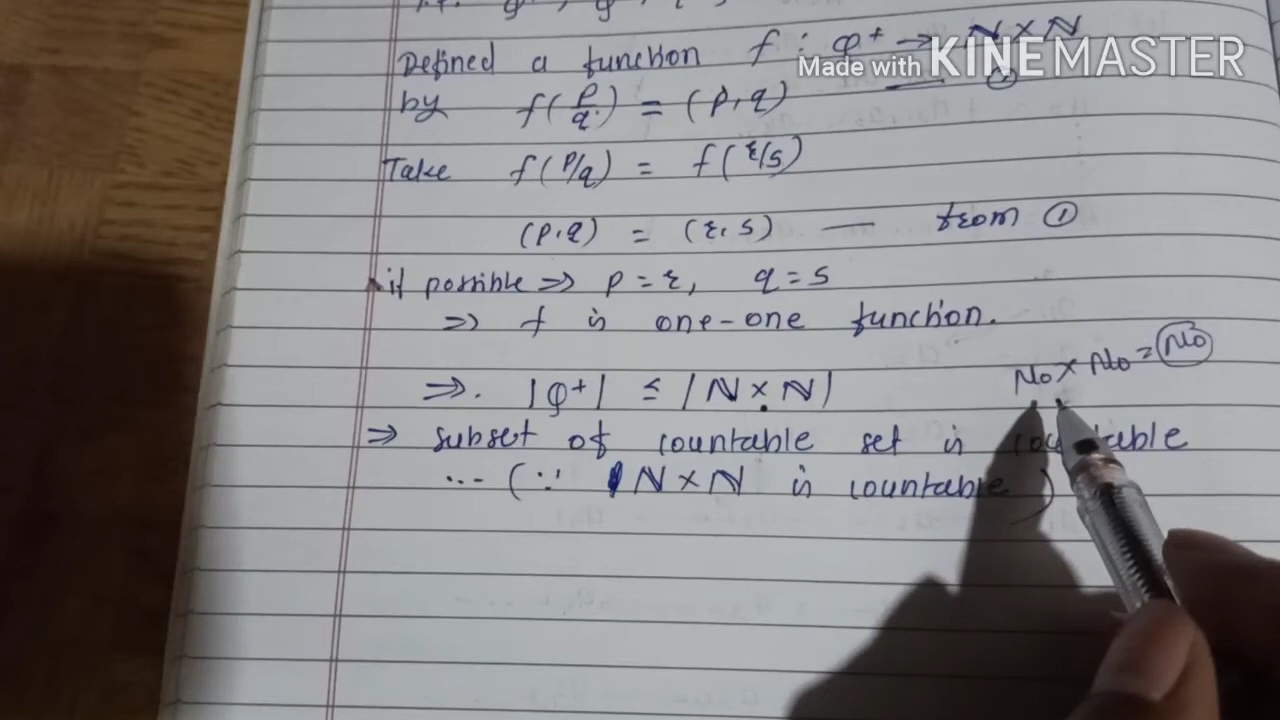 Defined a function f : Q⁺ → N × N
Made with KINEMASTER
by f(p/q) = (p, q) — ①
Take f(p/q) = f(r/s)
(p, q) = (r, s) — from ①
if possible ⇒ p = r, q = s
⇒ f is one-one function.
ℵ₀ × ℵ₀ = ℵ₀
⇒. |Q⁺| ≤ |N × N|
⇒ subset of countable set is countable
... (∵ N × N is countable)